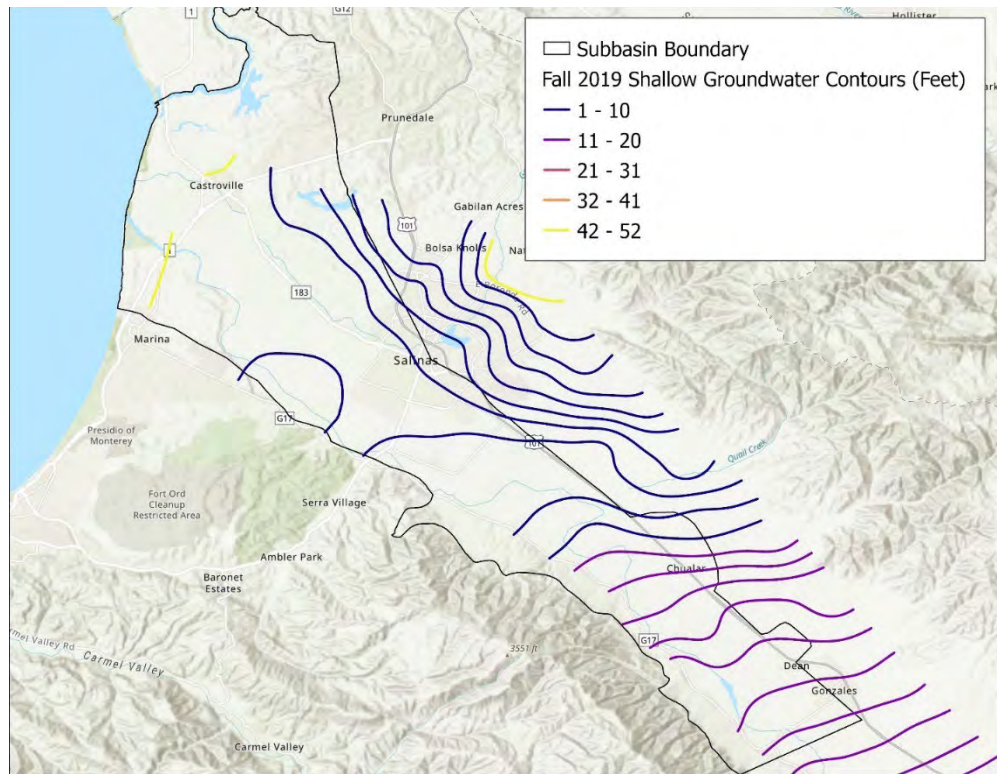 1
G12
Hollister
Prunedale
Castroville
Gabilan Acres
101
Bolsa Knolls
1
E Boronda Rd
183
Marina
Salinas
G17
Presidio of
Monterey
101
Quail Creek
Fort Ord
Cleanup
Restricted Area
Serra Village
Ambler Park
Chualar
Baronet
Estates
G17
Carmel Valley
3551 ft
Dean
Gonzales
Carmel Valley
Subbasin Boundary
Fall 2019 Shallow Groundwater Contours (Feet)
1 - 10
11 - 20
21 - 31
32 - 41
42 - 52